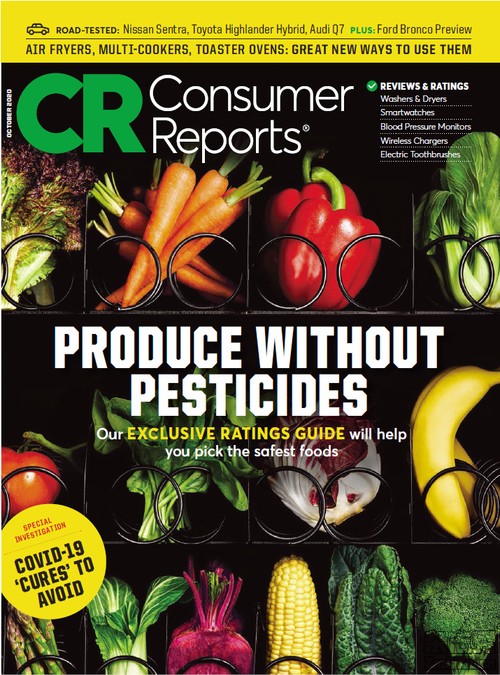 ROAD-TESTED: Nissan Sentra, Toyota Highlander Hybrid, Audi Q7 PLUS: Ford Bronco Preview
AIR FRYERS, MULTI-COOKERS, TOASTER OVENS: GREAT NEW WAYS TO USE THEM
OCTOBER 2020
CR Consumer
Reports®
REVIEWS & RATINGS
Washers & Dryers
Smartwatches
Blood Pressure Monitors
Wireless Chargers
Electric Toothbrushes
PRODUCE WITHOUT
PESTICIDES
Our EXCLUSIVE RATINGS GUIDE will help
you pick the safest foods
SPECIAL
INVESTIGATION
COVID-19
'CURES' TO
AVOID